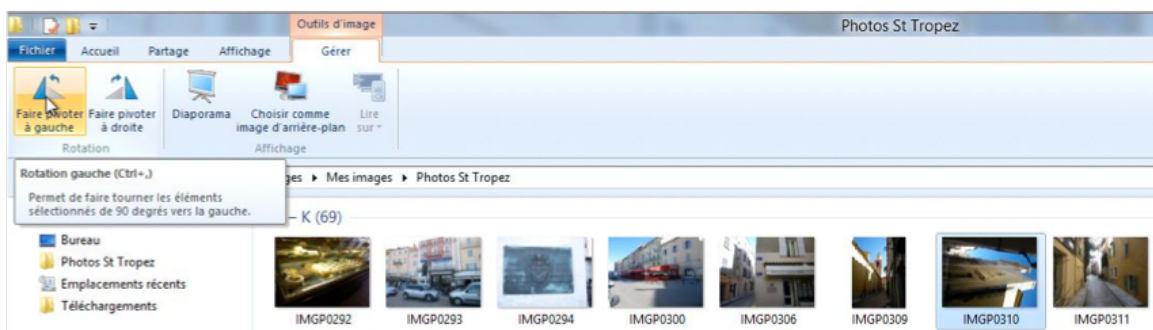 Outils d'image
Photos St Tropez
Fichier Accueil Partage Affichage Gérer
Faire pivoter à gauche
Faire pivoter à droite
Diaporama
Choisir comme image d'arrière-plan
Lire sur
Rotation
Affichage
Rotation gauche (Ctrl+,)
Permet de faire tourner les éléments
sélectionnés de 90 degrés vers la gauche.
ges ▸ Mes images ▸ Photos St Tropez
– K (69)
Bureau
Photos St Tropez
Emplacements récents
Téléchargements
IMGP0292 IMGP0293 IMGP0294 IMGP0300 IMGP0306 IMGP0309 IMGP0310 IMGP0311